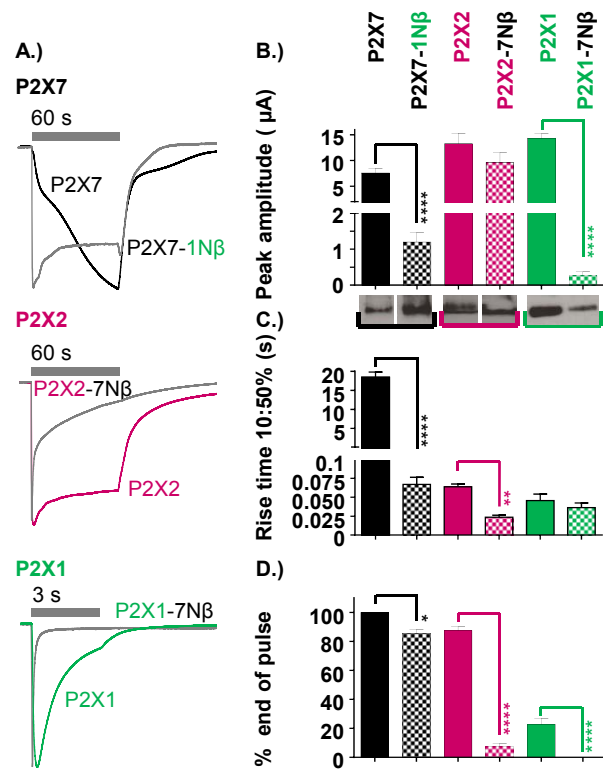 A.)
P2X7
60 s
P2X7
P2X7-1Nβ
P2X2
60 s
P2X2-7Nβ
P2X2
P2X1
3 s
P2X1-7Nβ
P2X1
B.)
P2X7
P2X7-1Nβ
P2X2
P2X2-7Nβ
P2X1
P2X1-7Nβ
Peak amplitude ( µA)
15
10
5
2
1
0
****
****
C.)
Rise time 10:50% (s)
20
15
10
5
0.1
0.075
0.050
0.025
****
**
D.)
% end of pulse
100
80
60
40
20
0
*
****
****